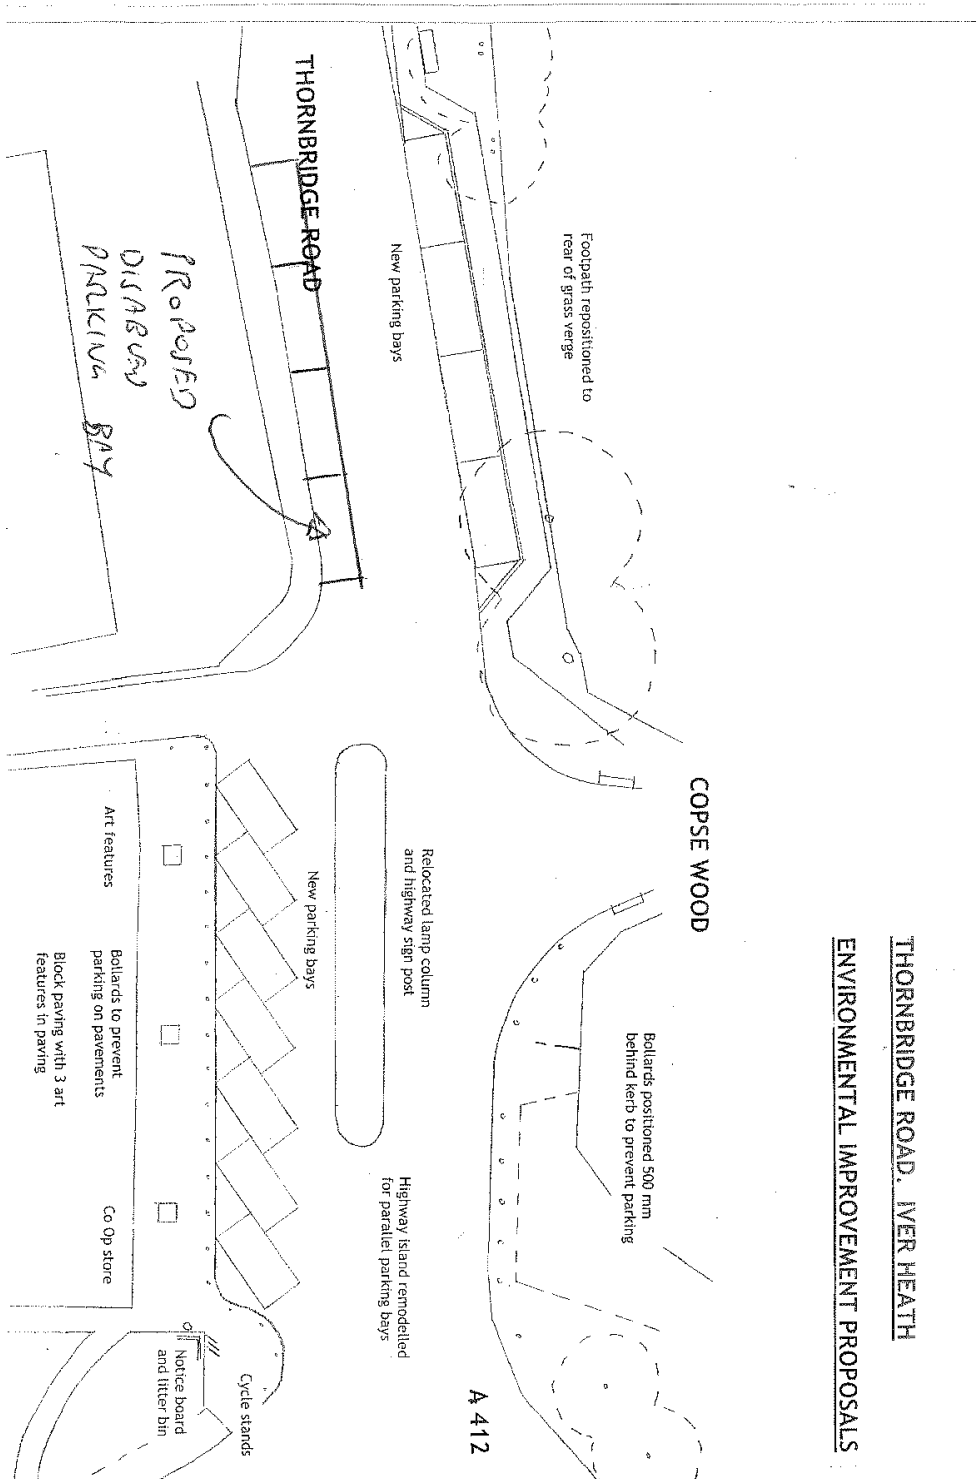 THORNBRIDGE ROAD. IVER HEATH
ENVIRONMENTAL IMPROVEMENT PROPOSALS
COPSE WOOD
A 412
Footpath repositioned to
rear of grass verge
Bollards positioned 500 mm
behind kerb to prevent parking
New parking bays
Relocated lamp column
and highway sign post
Highway island remodelled
for parallel parking bays
THORNBRIDGE ROAD
New parking bays
PROPOSED
DISABLED
PARKING BAY
Art features
Bollards to prevent
parking on pavements
Co Op store
Block paving with 3 art
features in paving
Cycle stands
Notice board
and litter bin